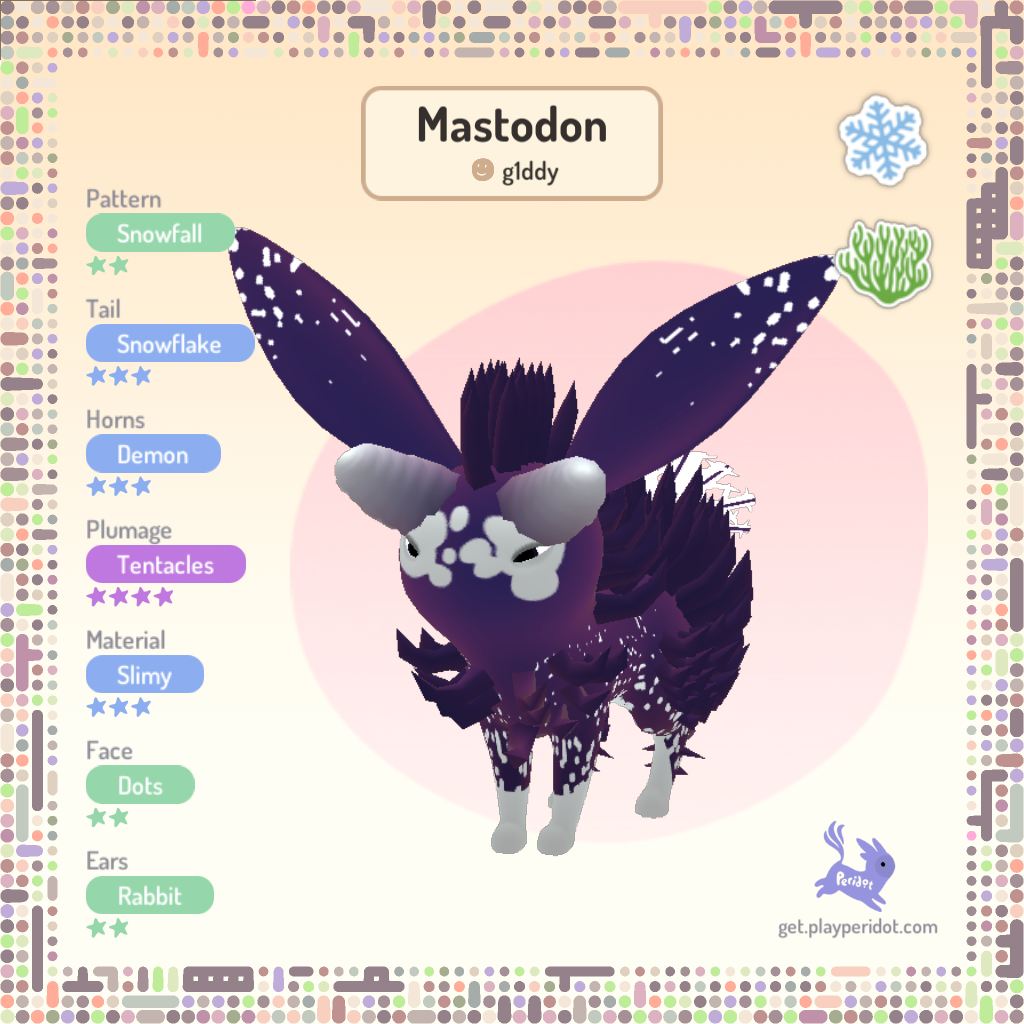 Mastodon
g1ddy
Pattern
Snowfall
Tail
Snowflake
Horns
Demon
Plumage
Tentacles
Material
Slimy
Face
Dots
Ears
Rabbit
Peridot
get.playperidot.com